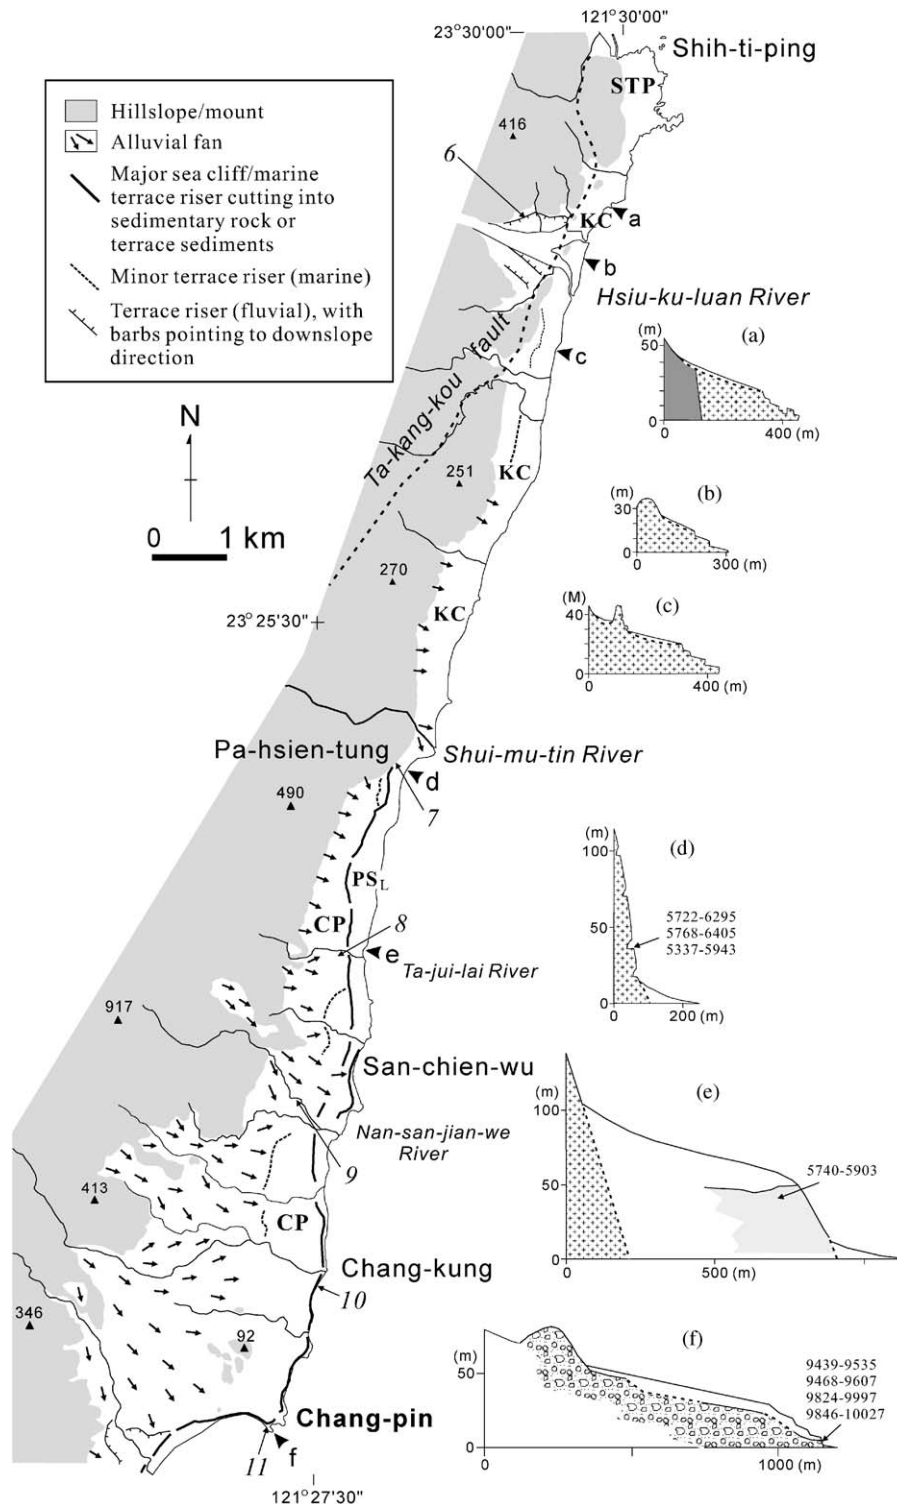 121°30'00"
23°30'00"
Shih-ti-ping
STP
Hillslope/mount
Alluvial fan
Major sea cliff/marine
terrace riser cutting into
sedimentary rock or
terrace sediments
Minor terrace riser (marine)
Terrace riser (fluvial), with
barbs pointing to downslope
direction
416
6
KC
a
b
Hsiu-ku-luan River
Ta-kang-kou fault
c
N
0 1 km
251
KC
270
KC
23°25'30"
(a)
(m)
50
0
0 400 (m)
(b)
(m)
30
0
0 300 (m)
(c)
(M)
40
0
0 400 (m)
Pa-hsien-tung
Shui-mu-tin River
d
7
490
PSL
CP
8
e
Ta-jui-lai River
917
San-chien-wu
Nan-san-jian-we
River
9
413
CP
Chang-kung
10
346
92
Chang-pin
11
f
121°27'30"
(d)
(m)
100
50
0
0 200 (m)
5722-6295
5768-6405
5337-5943
(e)
(m)
100
50
0
0 500 (m)
5740-5903
(f)
(m)
50
0
0 1000 (m)
9439-9535
9468-9607
9824-9997
9846-10027